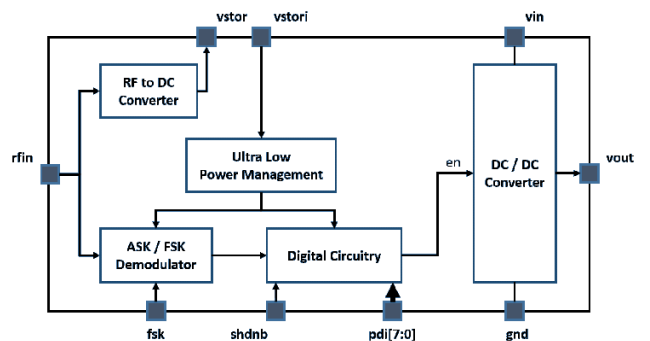 vstor
vstori
vin
RF to DC
Converter
rfin
Ultra Low
Power Management
en
DC / DC
Converter
vout
ASK / FSK
Demodulator
Digital Circuitry
fsk
shdnb
pdi[7:0]
gnd